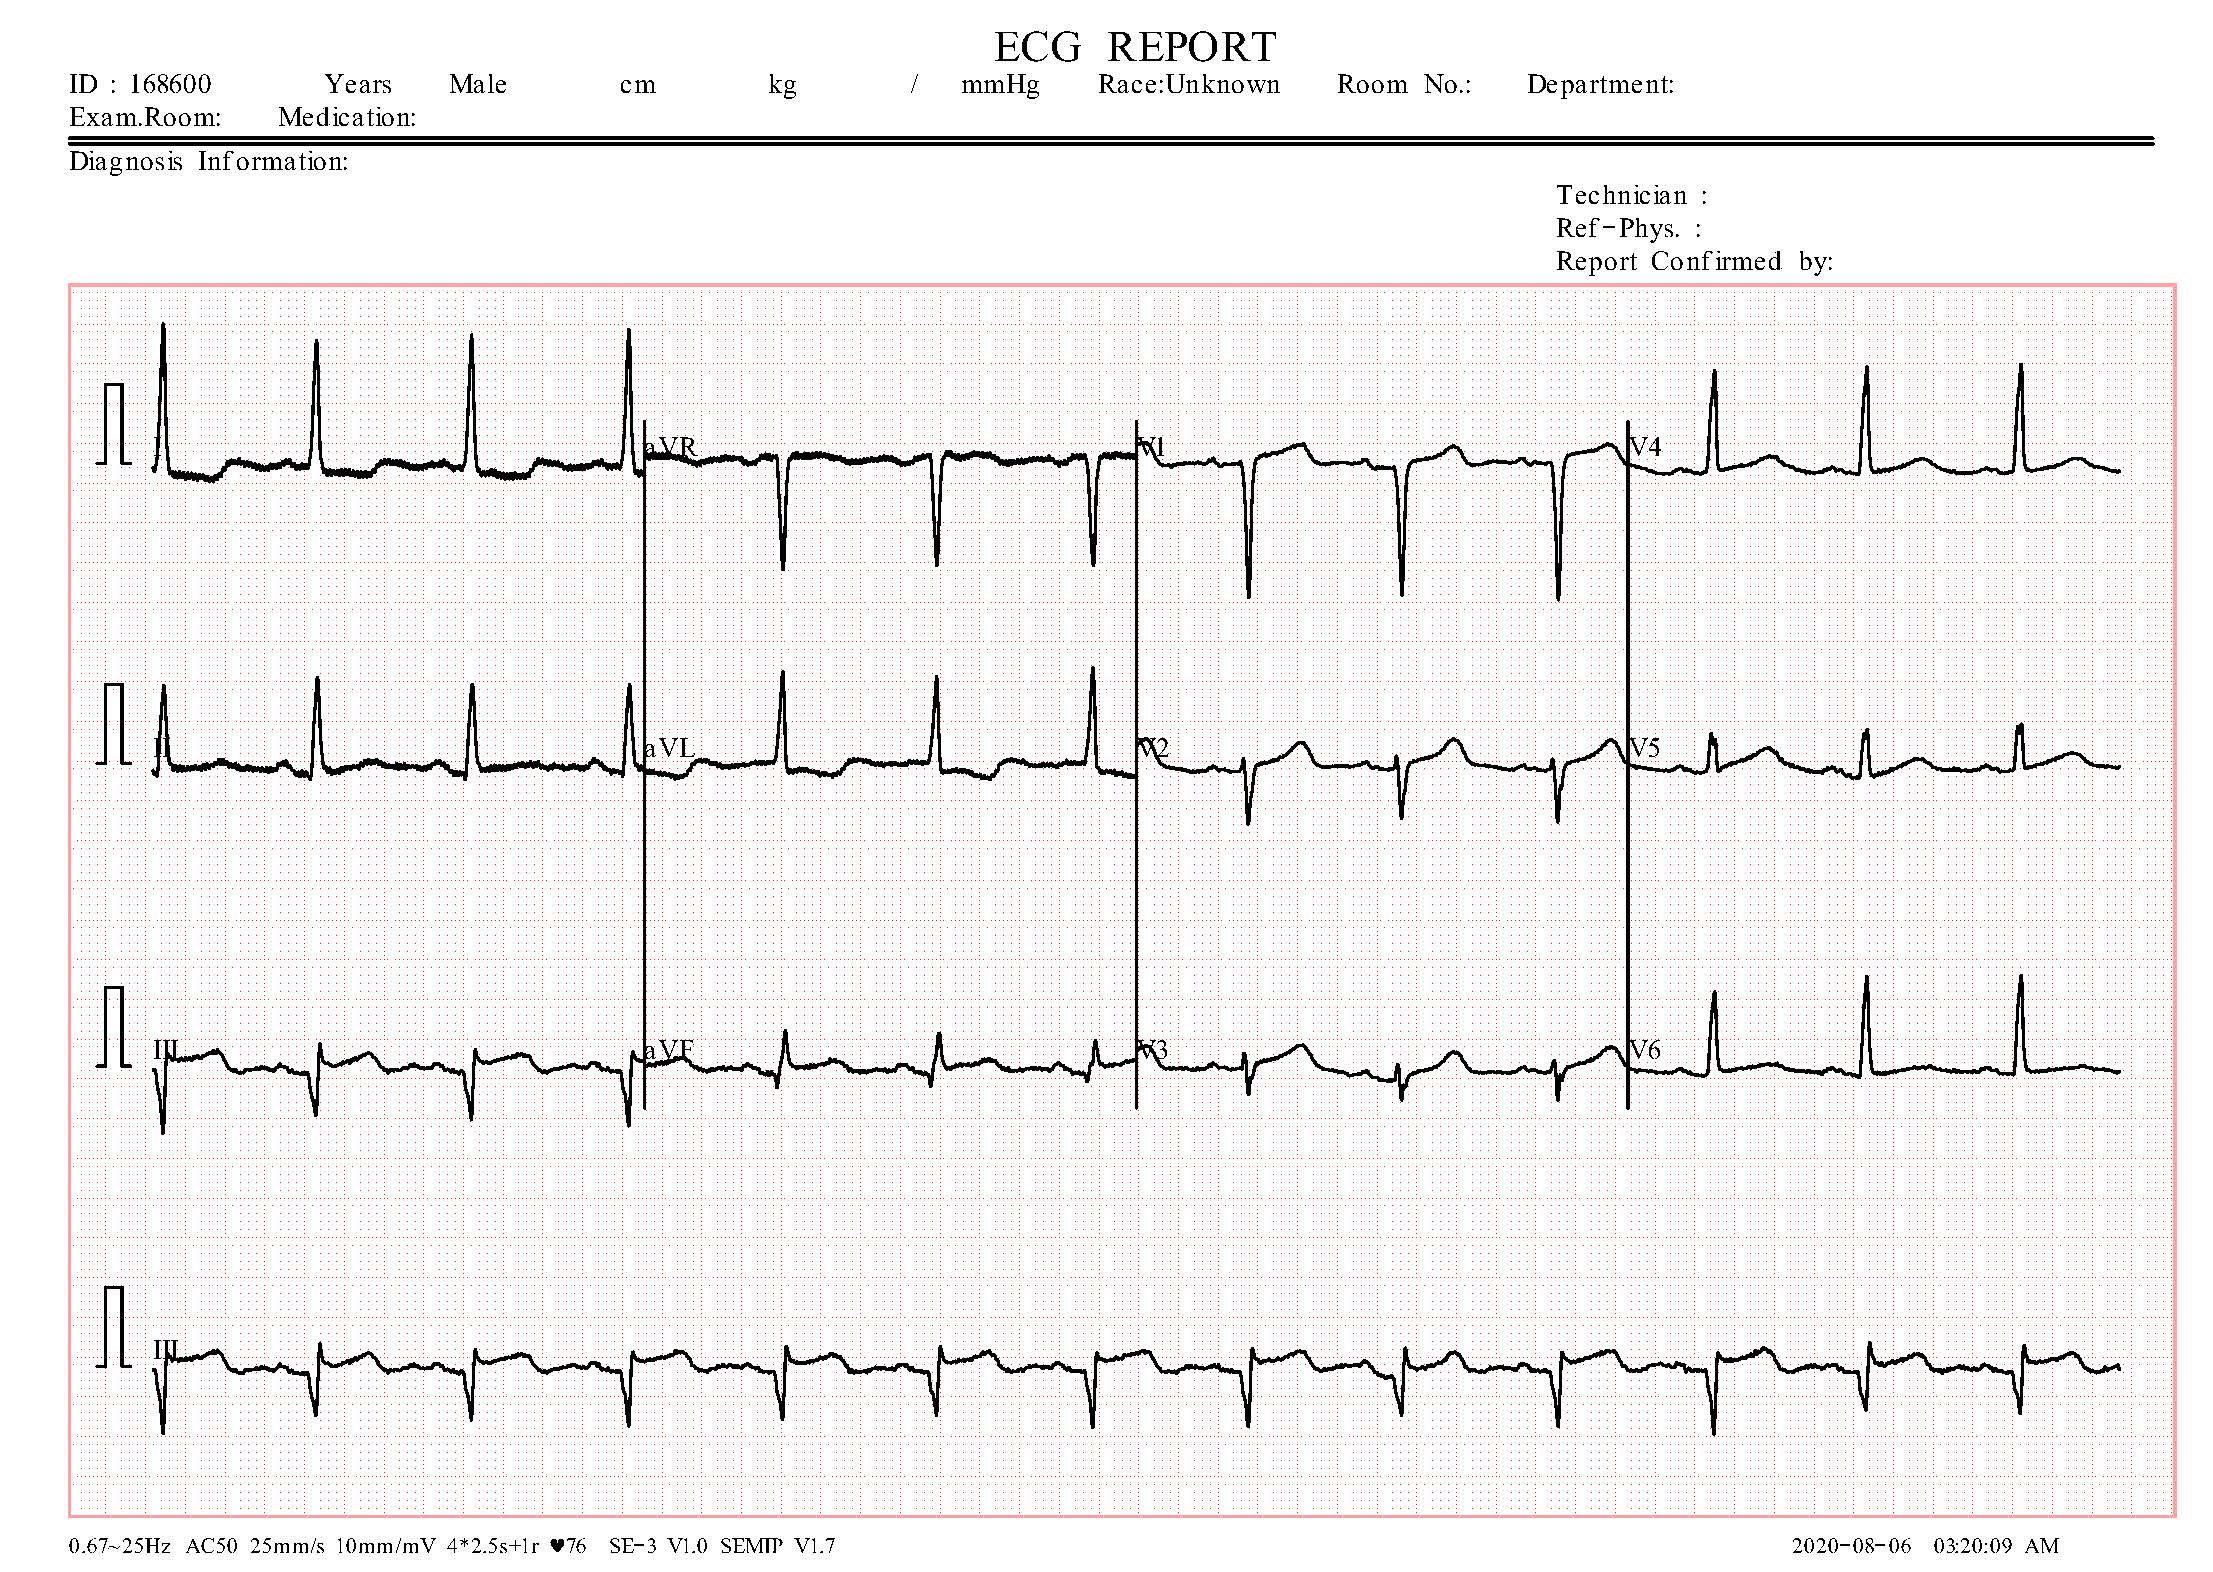 ECG REPORT
ID : 168600 Years Male cm kg / mmHg Race:Unknown Room No.: Department:
Exam.Room: Medication:
Diagnosis Information:
Technician :
Ref-Phys. :
Report Confirmed by:
aVR V1 V4
II aVL V2 V5
III aVF V3 V6
III
0.67~25Hz AC50 25mm/s 10mm/mV 4*2.5s+1r ♥76 SE-3 V1.0 SEMIP V1.7 2020-08-06 03:20:09 AM